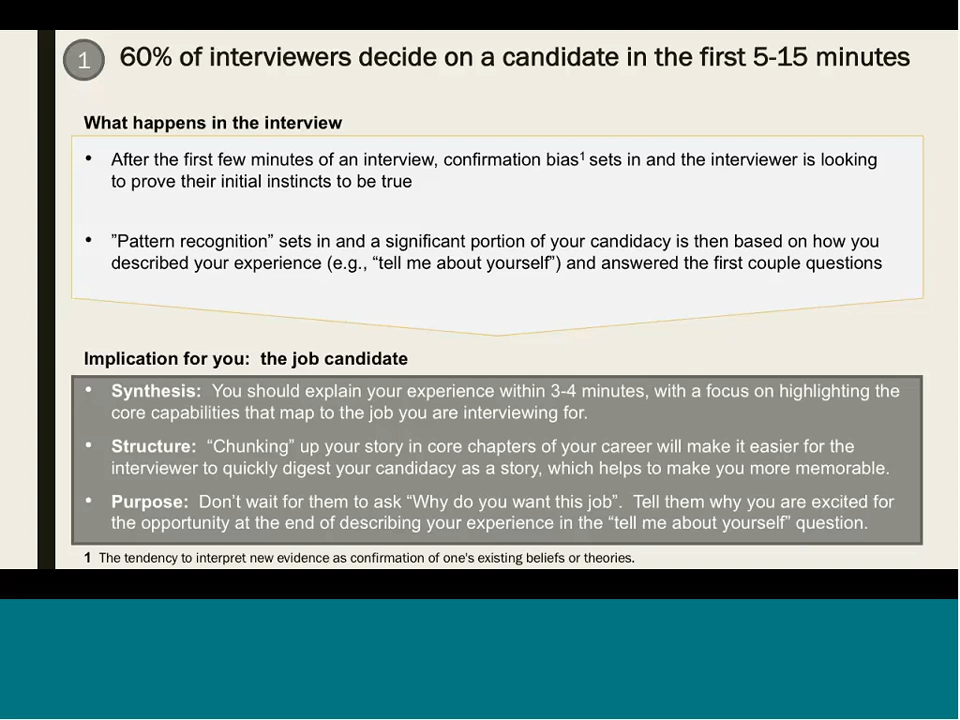 1 60% of interviewers decide on a candidate in the first 5-15 minutes
What happens in the interview
• After the first few minutes of an interview, confirmation bias1 sets in and the interviewer is looking
to prove their initial instincts to be true
• ”Pattern recognition” sets in and a significant portion of your candidacy is then based on how you
described your experience (e.g., “tell me about yourself”) and answered the first couple questions
Implication for you:  the job candidate
• Synthesis:  You should explain your experience within 3-4 minutes, with a focus on highlighting the
core capabilities that map to the job you are interviewing for.
• Structure:  “Chunking” up your story in core chapters of your career will make it easier for the
interviewer to quickly digest your candidacy as a story, which helps to make you more memorable.
• Purpose:  Don’t wait for them to ask “Why do you want this job”.  Tell them why you are excited for
the opportunity at the end of describing your experience in the “tell me about yourself” question.
1 The tendency to interpret new evidence as confirmation of one's existing beliefs or theories.